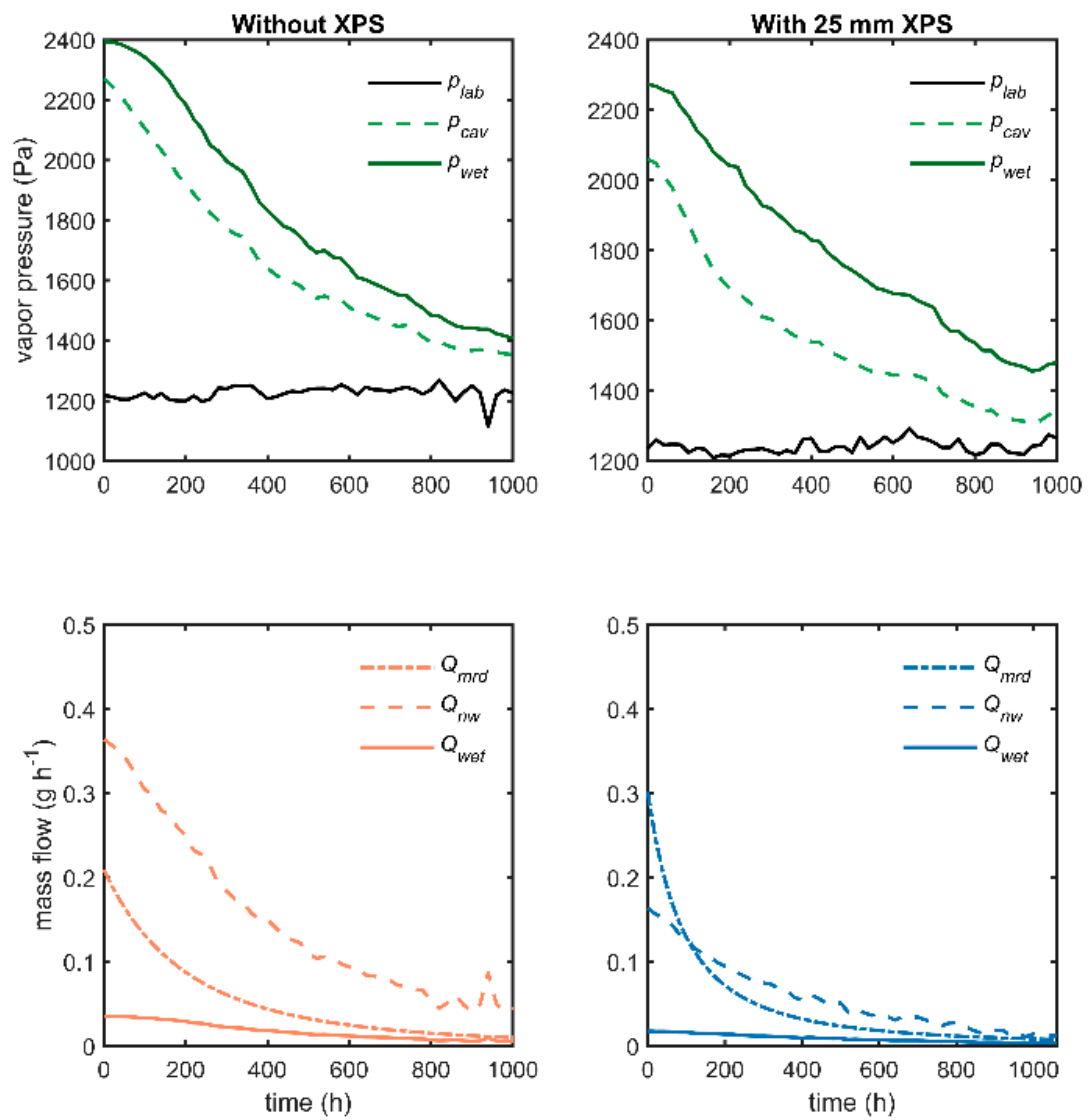 Without XPS
2400
2200
2000
1800
1600
1400
1200
1000
vapor pressure (Pa)
p_lab
p_cav
p_wet
0 200 400 600 800 1000
With 25 mm XPS
2400
2200
2000
1800
1600
1400
1200
p_lab
p_cav
p_wet
0 200 400 600 800 1000
0.5
0.4
0.3
0.2
0.1
0
mass flow (g h⁻¹)
Q_mrd
Q_nw
Q_wet
0 200 400 600 800 1000
time (h)
0.5
0.4
0.3
0.2
0.1
0
Q_mrd
Q_nw
Q_wet
0 200 400 600 800 1000
time (h)